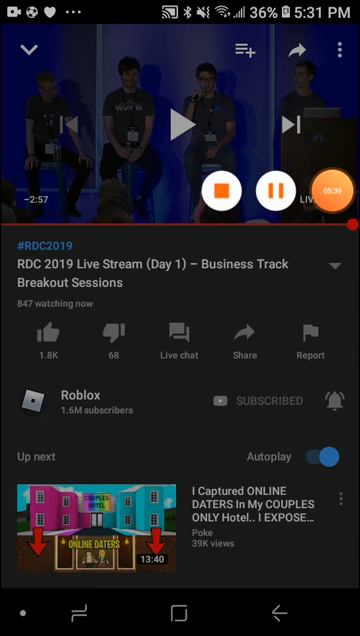 36% 5:31 PM
−2:57
LIV
05:39
#RDC2019
RDC 2019 Live Stream (Day 1) – Business Track
Breakout Sessions
847 watching now
1.8K
68
Live chat
Share
Report
Roblox
1.6M subscribers
SUBSCRIBED
Up next
Autoplay
COUPLES
HOTEL
ONLINE DATERS
13:40
I Captured ONLINE
DATERS In My COUPLES
ONLY Hotel.. I EXPOSE...
Poke
39K views